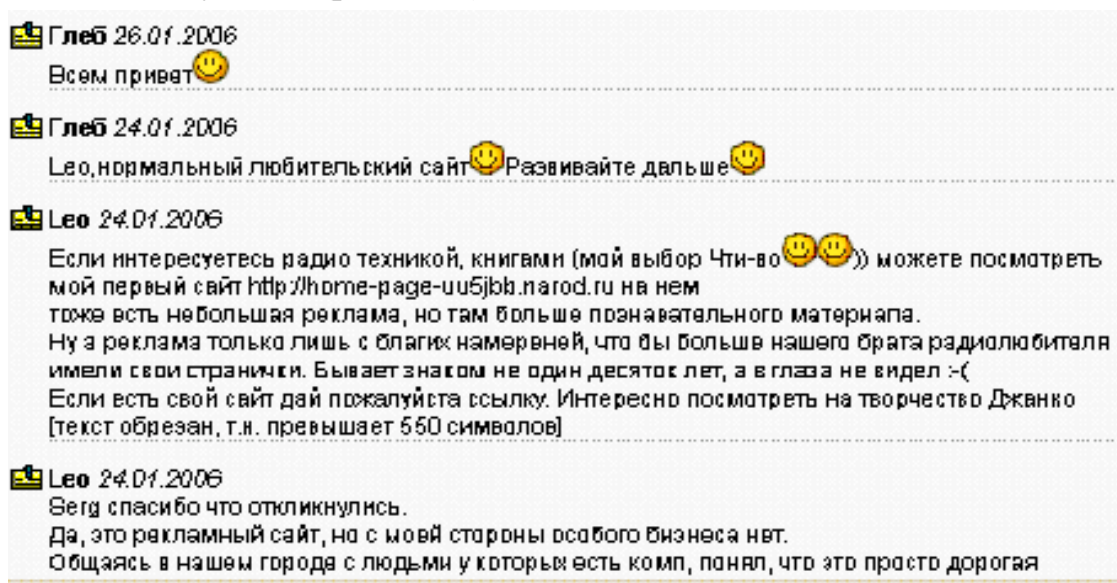 Глеб 26.01.2006
Всем привет
Глеб 24.01.2006
Leo,нормальный любительский сайт Развивайте дальше
Leo 24.01.2006
Если интересуетесь радио техникой, книгами (мой выбор Чти-во )) можете посмотреть
мой первый сайт http://home-page-uu5jbb.narod.ru на нем
тоже есть небольшая реклама, но там больше познавательного материала.
Ну а реклама только лишь с благих намервней, что бы больше нашего брата радиолюбителя
имели свои странички. Бывает знаком не один десяток лет, а в глаза не видел :-(
Если есть свой сайт дай пожалуйста ссылку. Интересно посмотреть на творчество Джанко
[текст обрезан, т.к. превышает 550 символов]
Leo 24.01.2006
Serg спасибо что откликнулись.
Да, это рекламный сайт, но с моей стороны особого бизнеса нет.
Общаясь в нашем городе с людьми у которых есть комп, понял, что это просто дорогая